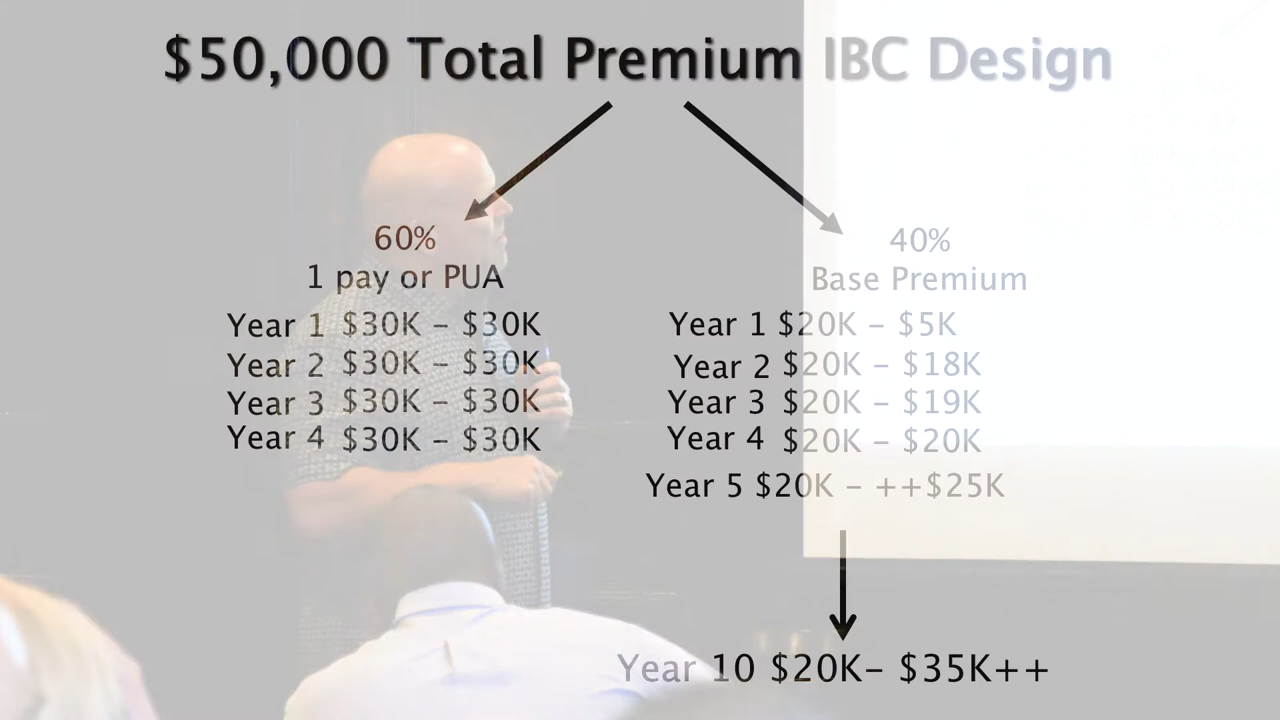 $50,000 Total Premium IBC Design
60%
1 pay or PUA
Year 1 $30K - $30K
Year 2 $30K - $30K
Year 3 $30K - $30K
Year 4 $30K - $30K
40%
Base Premium
Year 1 $20K - $5K
Year 2 $20K - $18K
Year 3 $20K - $19K
Year 4 $20K - $20K
Year 5 $20K - ++$25K
Year 10 $20K- $35K++